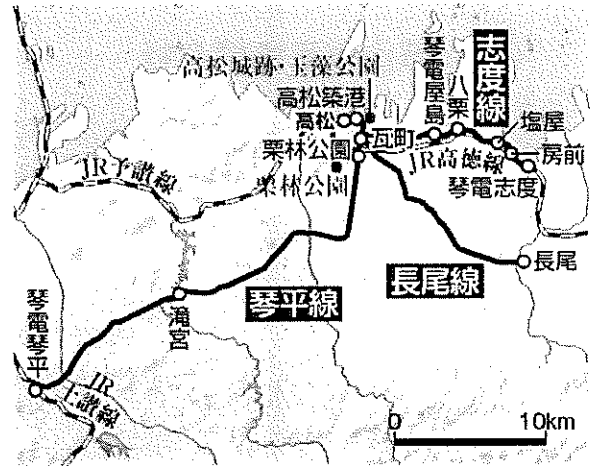 高松城跡・玉藻公園
琴電屋島
八栗
志度線
高松築港
高松
塩屋
瓦町
房前
栗林公園
JR高徳線
JR予讃線
栗林公園
琴電志度
長尾
長尾線
琴平線
滝宮
琴電琴平
JR
土讃線
0 10km